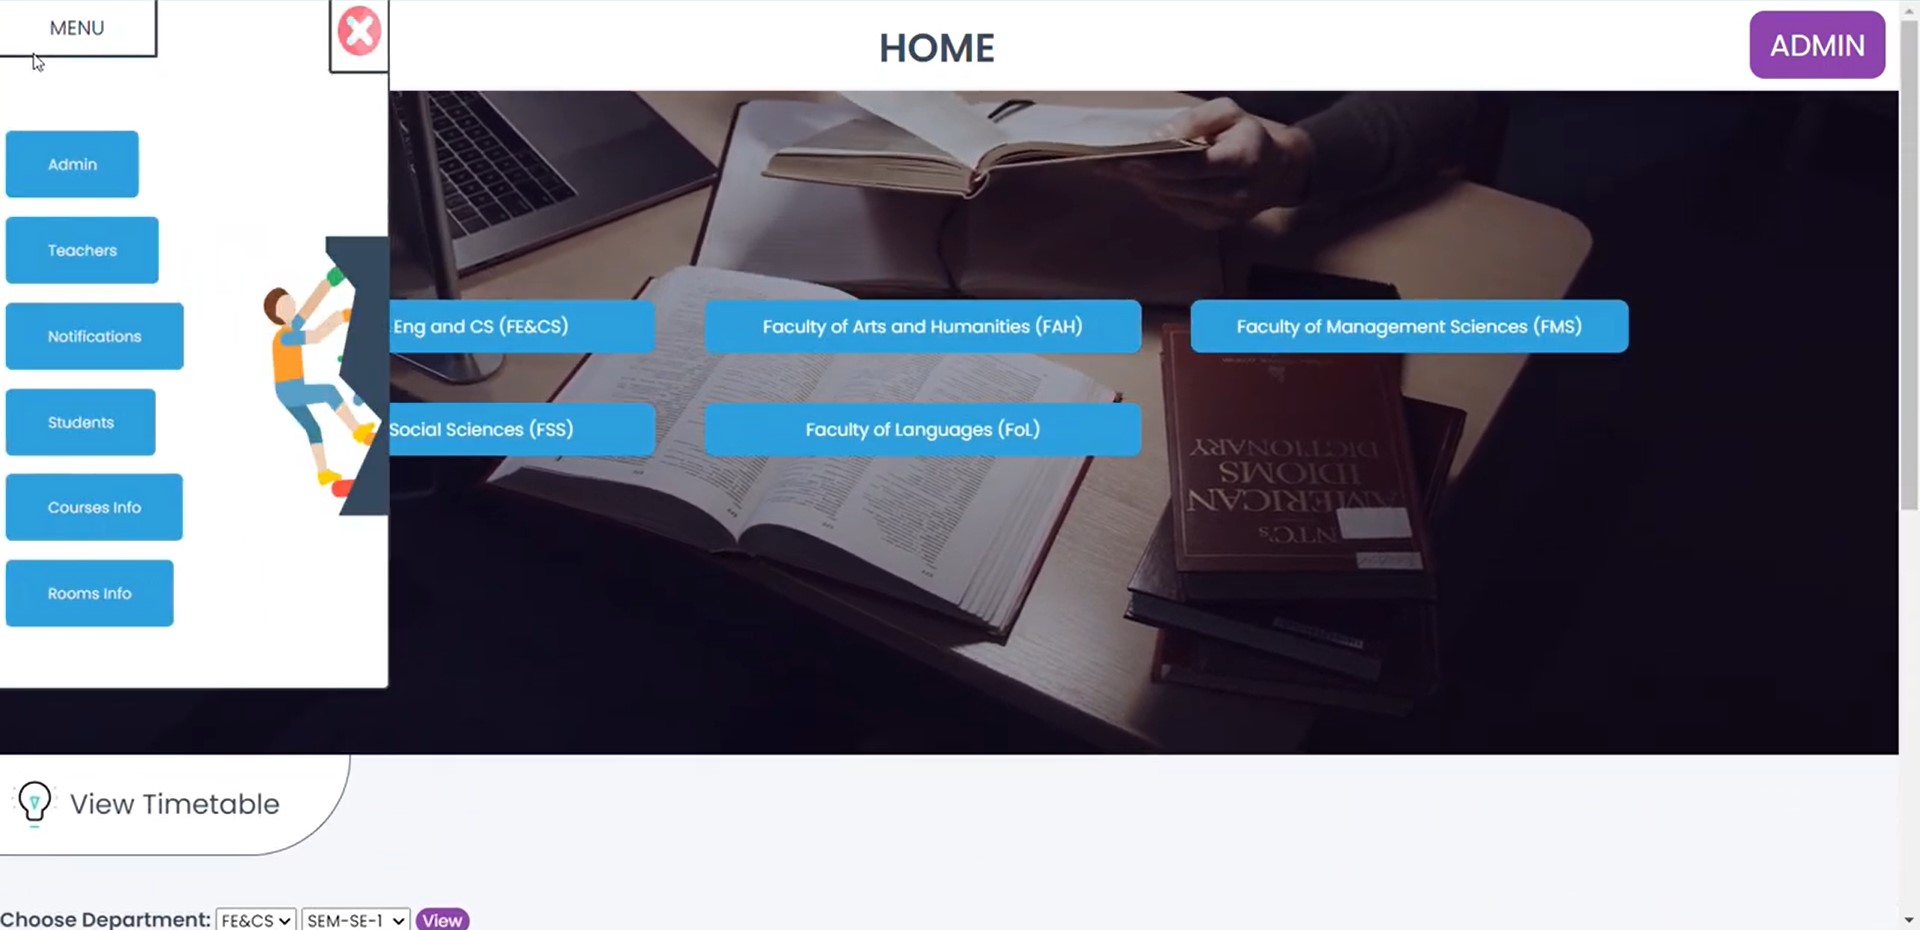 MENU
HOME
ADMIN
Admin
Teachers
Notifications
Students
Courses Info
Rooms Info
Eng and CS (FE&CS)
Faculty of Arts and Humanities (FAH)
Faculty of Management Sciences (FMS)
Social Sciences (FSS)
Faculty of Languages (FoL)
DICTIONARY
IDIOMS
AMERICAN
NTC's
View Timetable
Choose Department: FE&CS SEM-SE-1 View